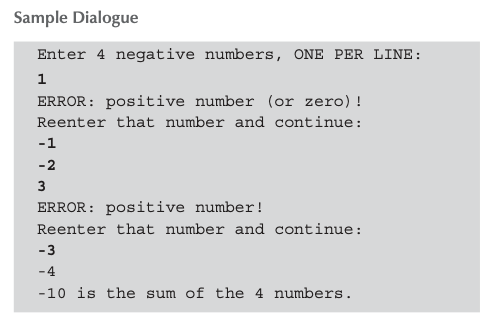 Sample Dialogue
Enter 4 negative numbers, ONE PER LINE:
1
ERROR: positive number (or zero)!
Reenter that number and continue:
-1
-2
3
ERROR: positive number!
Reenter that number and continue:
-3
-4
-10 is the sum of the 4 numbers.